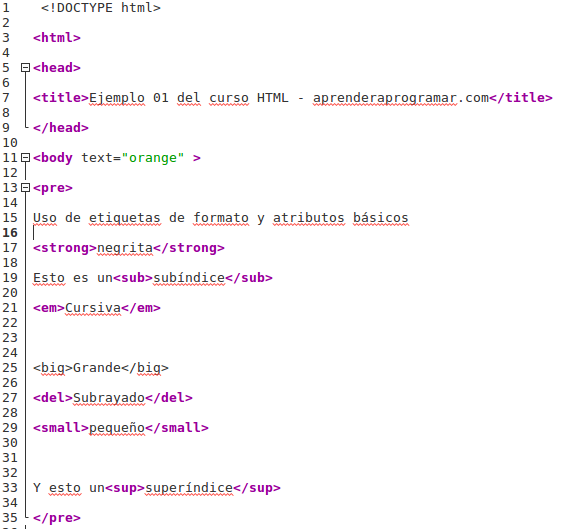 1 <!DOCTYPE html>
2
3 <html>
4
5 <head>
6
7 <title>Ejemplo 01 del curso HTML - aprenderaprogramar.com</title>
8
9 </head>
10
11 <body text="orange" >
12
13 <pre>
14
15 Uso de etiquetas de formato y atributos básicos
16
17 <strong>negrita</strong>
18
19 Esto es un<sub>subíndice</sub>
20
21 <em>Cursiva</em>
22
23
24
25 <big>Grande</big>
26
27 <del>Subrayado</del>
28
29 <small>pequeño</small>
30
31
32
33 Y esto un<sup>superíndice</sup>
34
35 </pre>